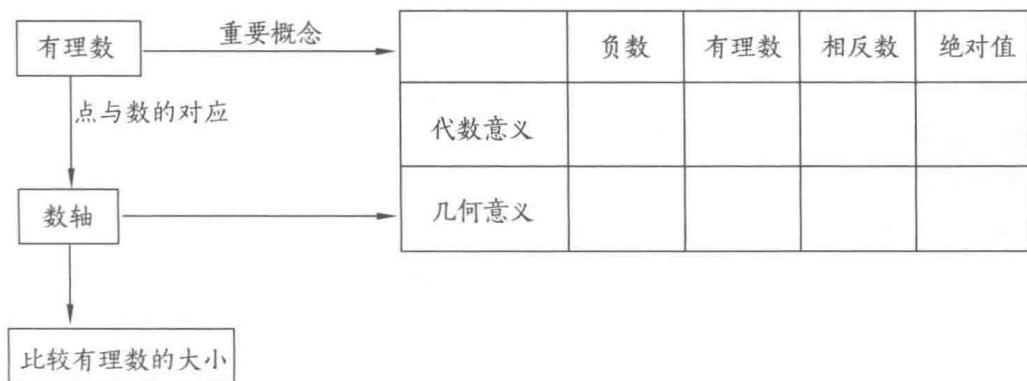 有理数
重要概念
负数
有理数
相反数
绝对值
点与数的对应
代数意义
数轴
几何意义
比较有理数的大小